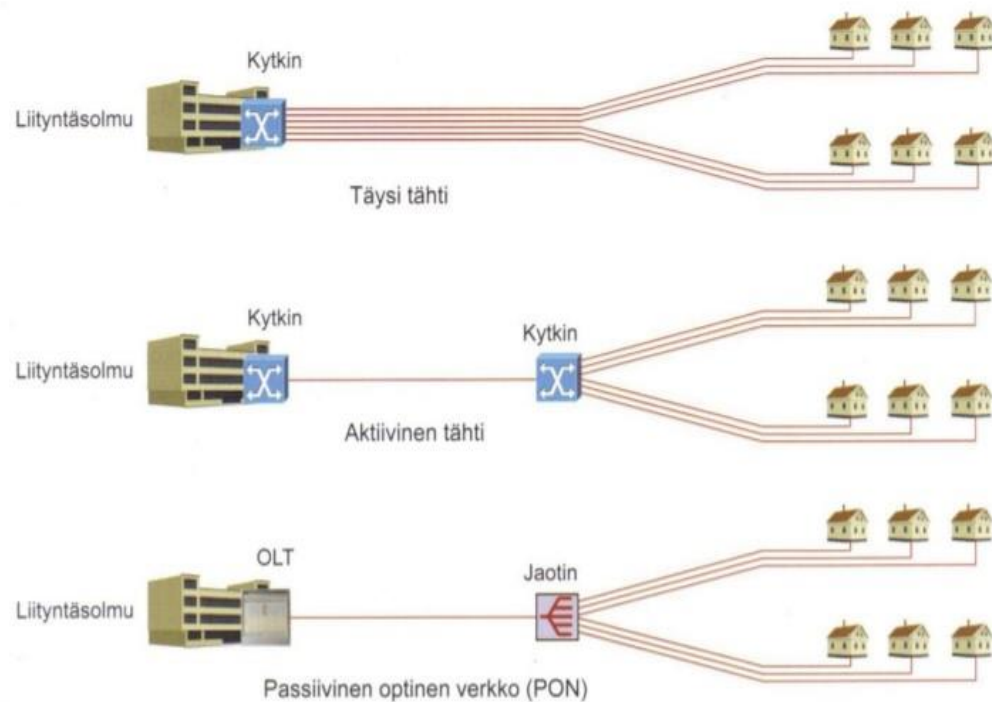 Kytkin
Liityntäsolmu
Täysi tähti
Kytkin
Kytkin
Liityntäsolmu
Aktiivinen tähti
OLT
Jaotin
Liityntäsolmu
Passiivinen optinen verkko (PON)